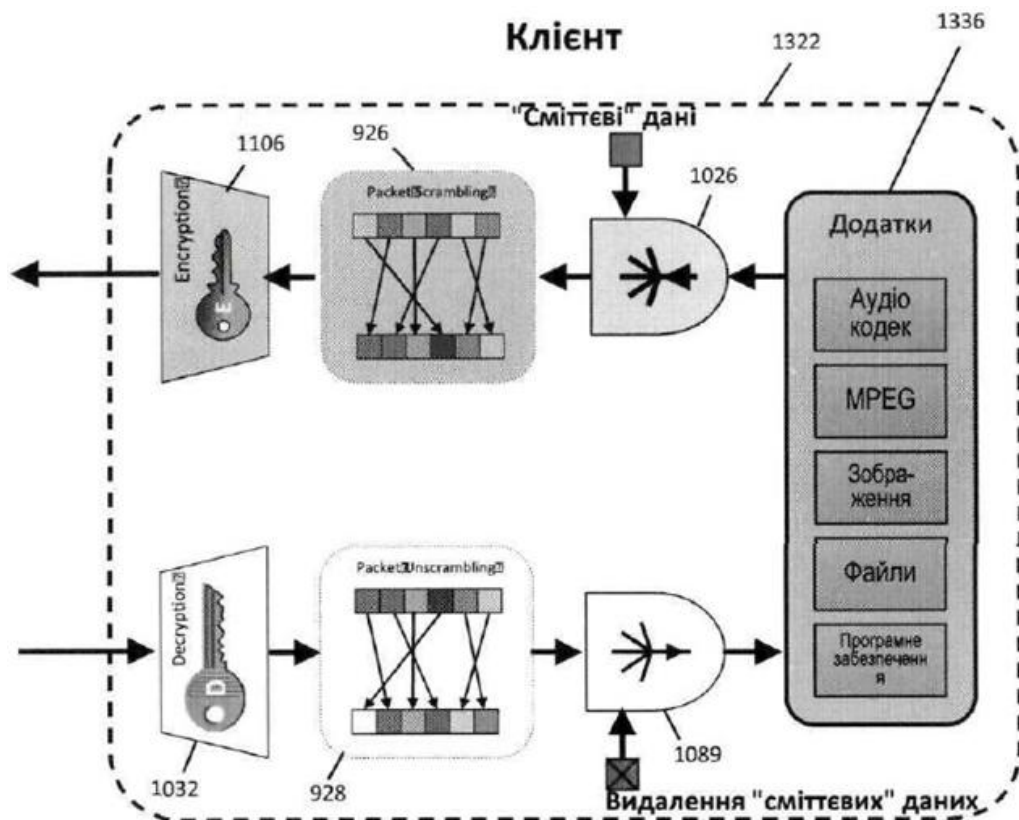 Клієнт
1336
1322
"Сміттєві" дані
926
1106
1026
Packet Scrambling
Encryption
E
Додатки
Аудіо
кодек
MPEG
Зобра-
ження
Файли
Програмне
забезпеченн
я
Packet Unscrambling
Decryption
D
1032
928
1089
Видалення "сміттєвих" даних